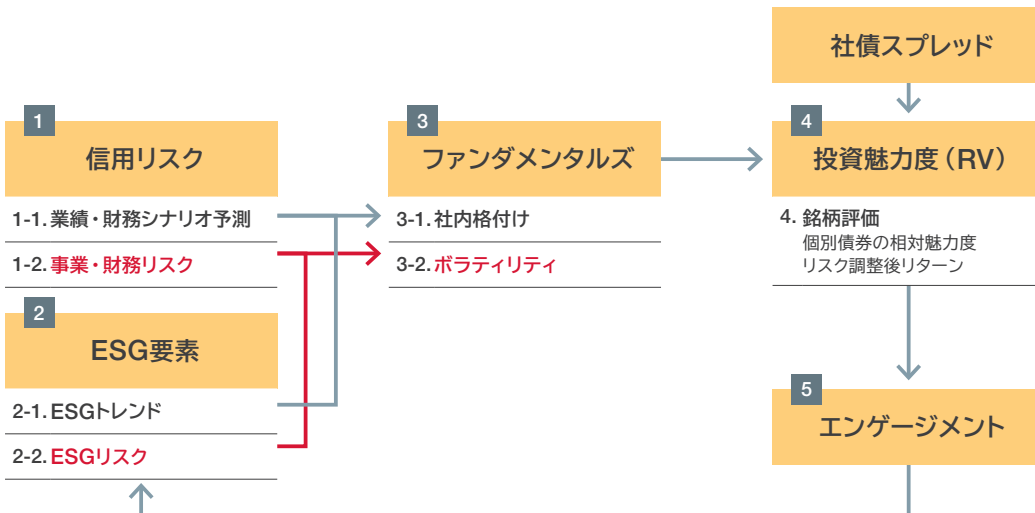 社債スプレッド
1
信用リスク
1-1. 業績・財務シナリオ予測
1-2. 事業・財務リスク
2
ESG要素
2-1. ESGトレンド
2-2. ESGリスク
3
ファンダメンタルズ
3-1. 社内格付け
3-2. ボラティリティ
4
投資魅力度（RV）
4. 銘柄評価
個別債券の相対魅力度
リスク調整後リターン
5
エンゲージメント